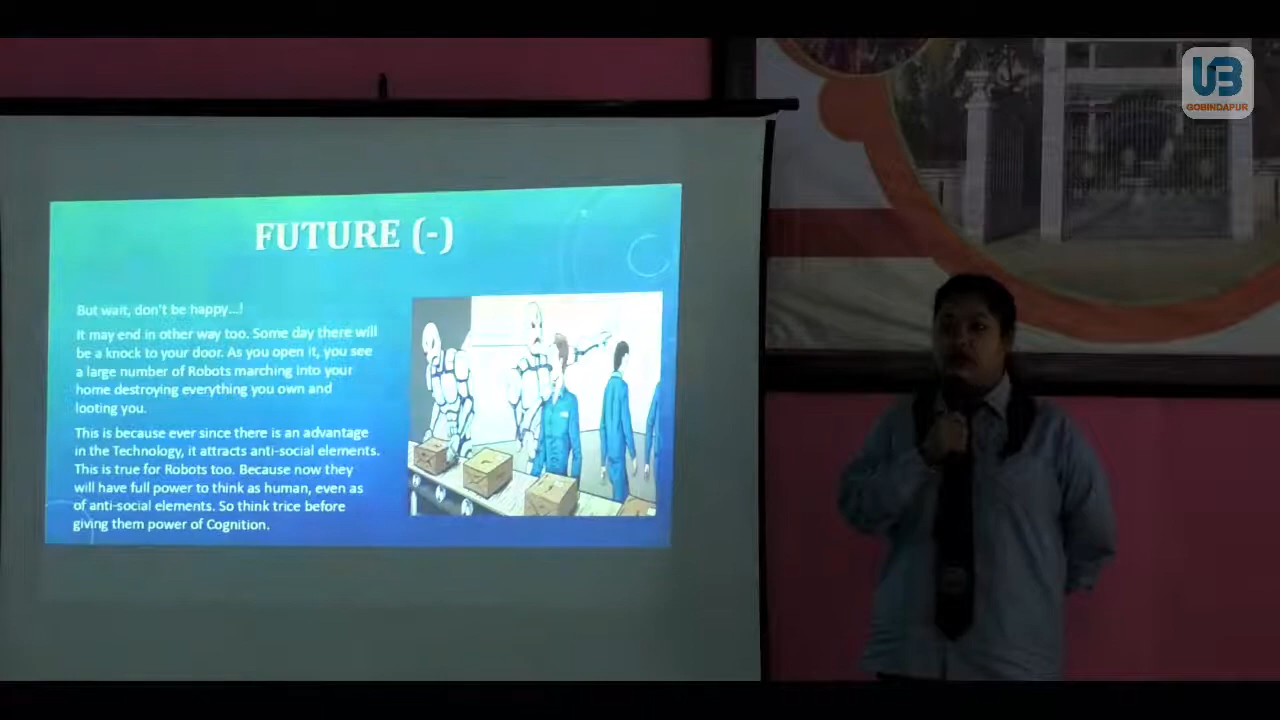 UB
GOBINDAPUR
FUTURE (-)
But wait, don't be happy...!
It may end in other way too. Some day there will
be a knock to your door. As you open it, you see
a large number of Robots marching into your
home destroying everything you own and
looting you.
This is because ever since there is an advantage
in the Technology, it attracts anti-social elements.
This is true for Robots too. Because now they
will have full power to think as human, even as
of anti-social elements. So think trice before
giving them power of Cognition.